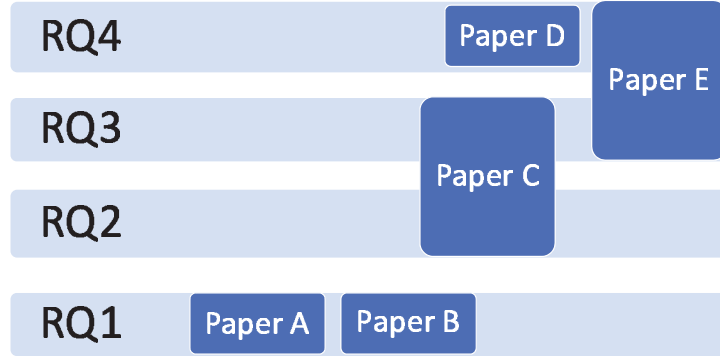 RQ4
Paper D
Paper E
RQ3
Paper C
RQ2
RQ1
Paper A
Paper B